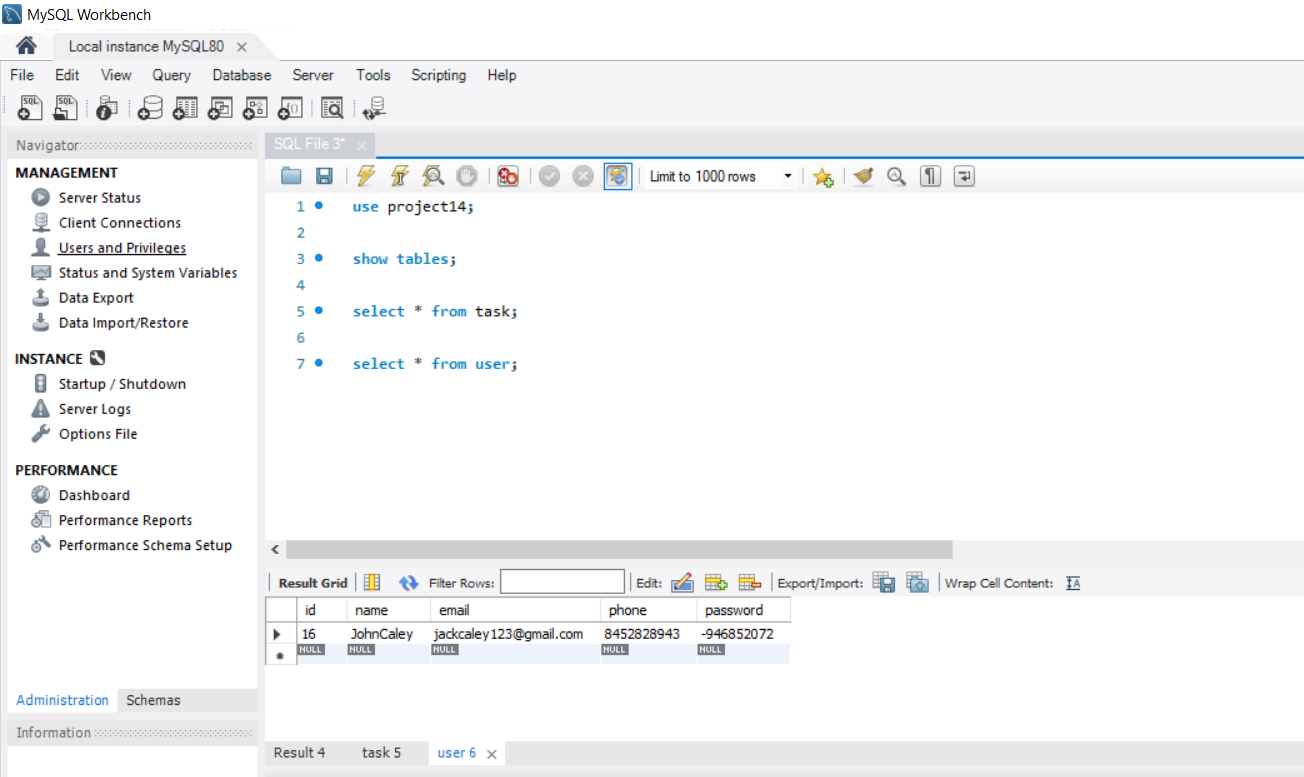 MySQL Workbench
Local instance MySQL80
File Edit View Query Database Server Tools Scripting Help
Navigator
MANAGEMENT
Server Status
Client Connections
Users and Privileges
Status and System Variables
Data Export
Data Import/Restore
INSTANCE
Startup / Shutdown
Server Logs
Options File
PERFORMANCE
Dashboard
Performance Reports
Performance Schema Setup
Administration Schemas
Information
SQL File 3*
Limit to 1000 rows
1 use project14;
2
3 show tables;
4
5 select * from task;
6
7 select * from user;
Result Grid Filter Rows: Edit: Export/Import: Wrap Cell Content:
id name email phone password
16 JohnCaley jackcaley123@gmail.com 8452828943 -946852072
NULL NULL NULL NULL NULL
Result 4 task 5 user 6